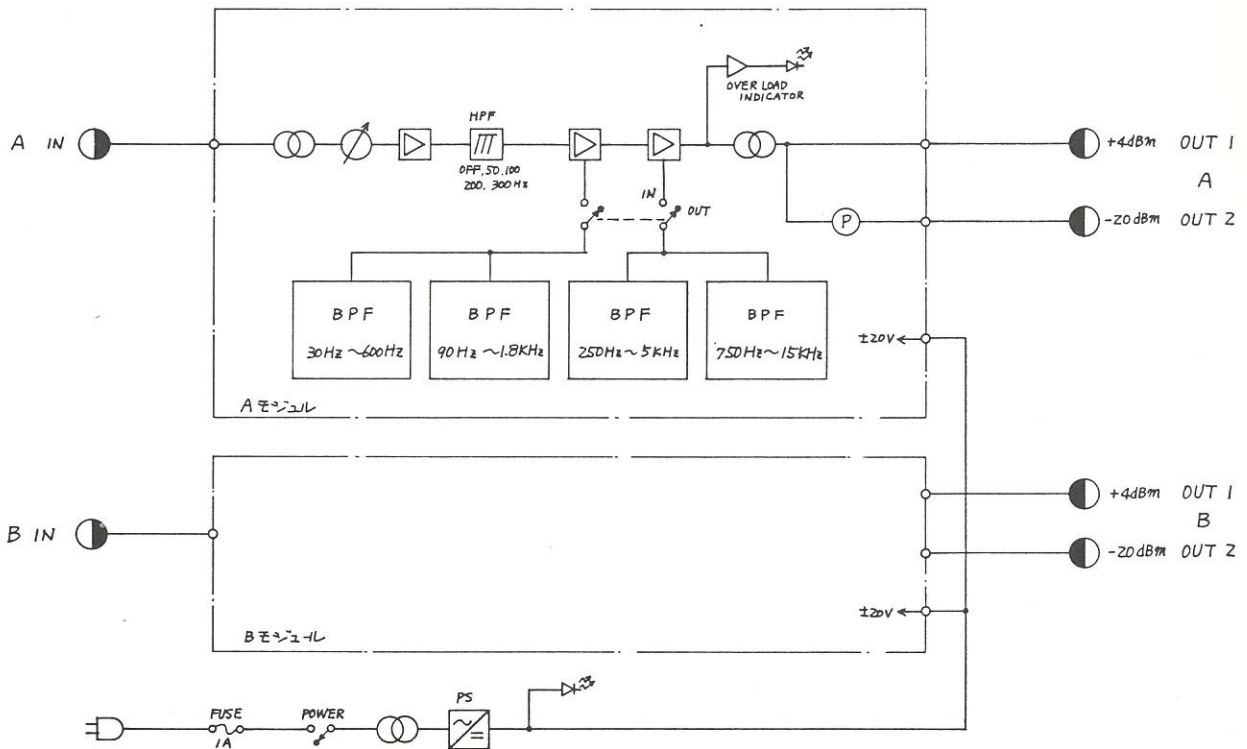 OVER LOAD
INDICATOR
HPF
OFF, 50, 100
200, 300Hz
A IN
+4dBm OUT 1
A
IN
OUT
P
-20dBm OUT 2
BPF
30Hz ~600Hz
BPF
90Hz ~1.8KHz
BPF
250Hz~5KHz
BPF
750Hz~15KHz
±20V
Aモジュル
+4dBm OUT 1
B
B IN
-20dBm OUT 2
±20V
Bモジュール
FUSE
1A
POWER
PS